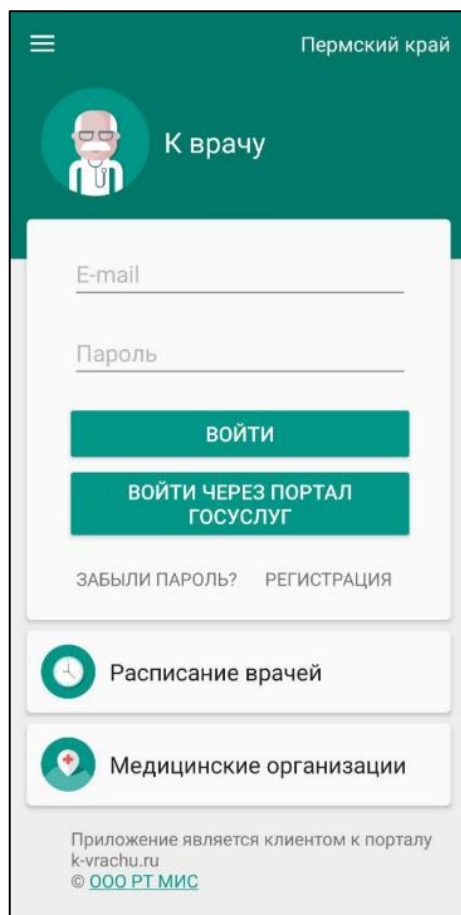 Пермский край
К врачу
E-mail
Пароль
ВОЙТИ
ВОЙТИ ЧЕРЕЗ ПОРТАЛ
ГОСУСЛУГ
ЗАБЫЛИ ПАРОЛЬ? РЕГИСТРАЦИЯ
Расписание врачей
Медицинские организации
Приложение является клиентом к порталу
k-vrachu.ru
© ООО РТ МИС